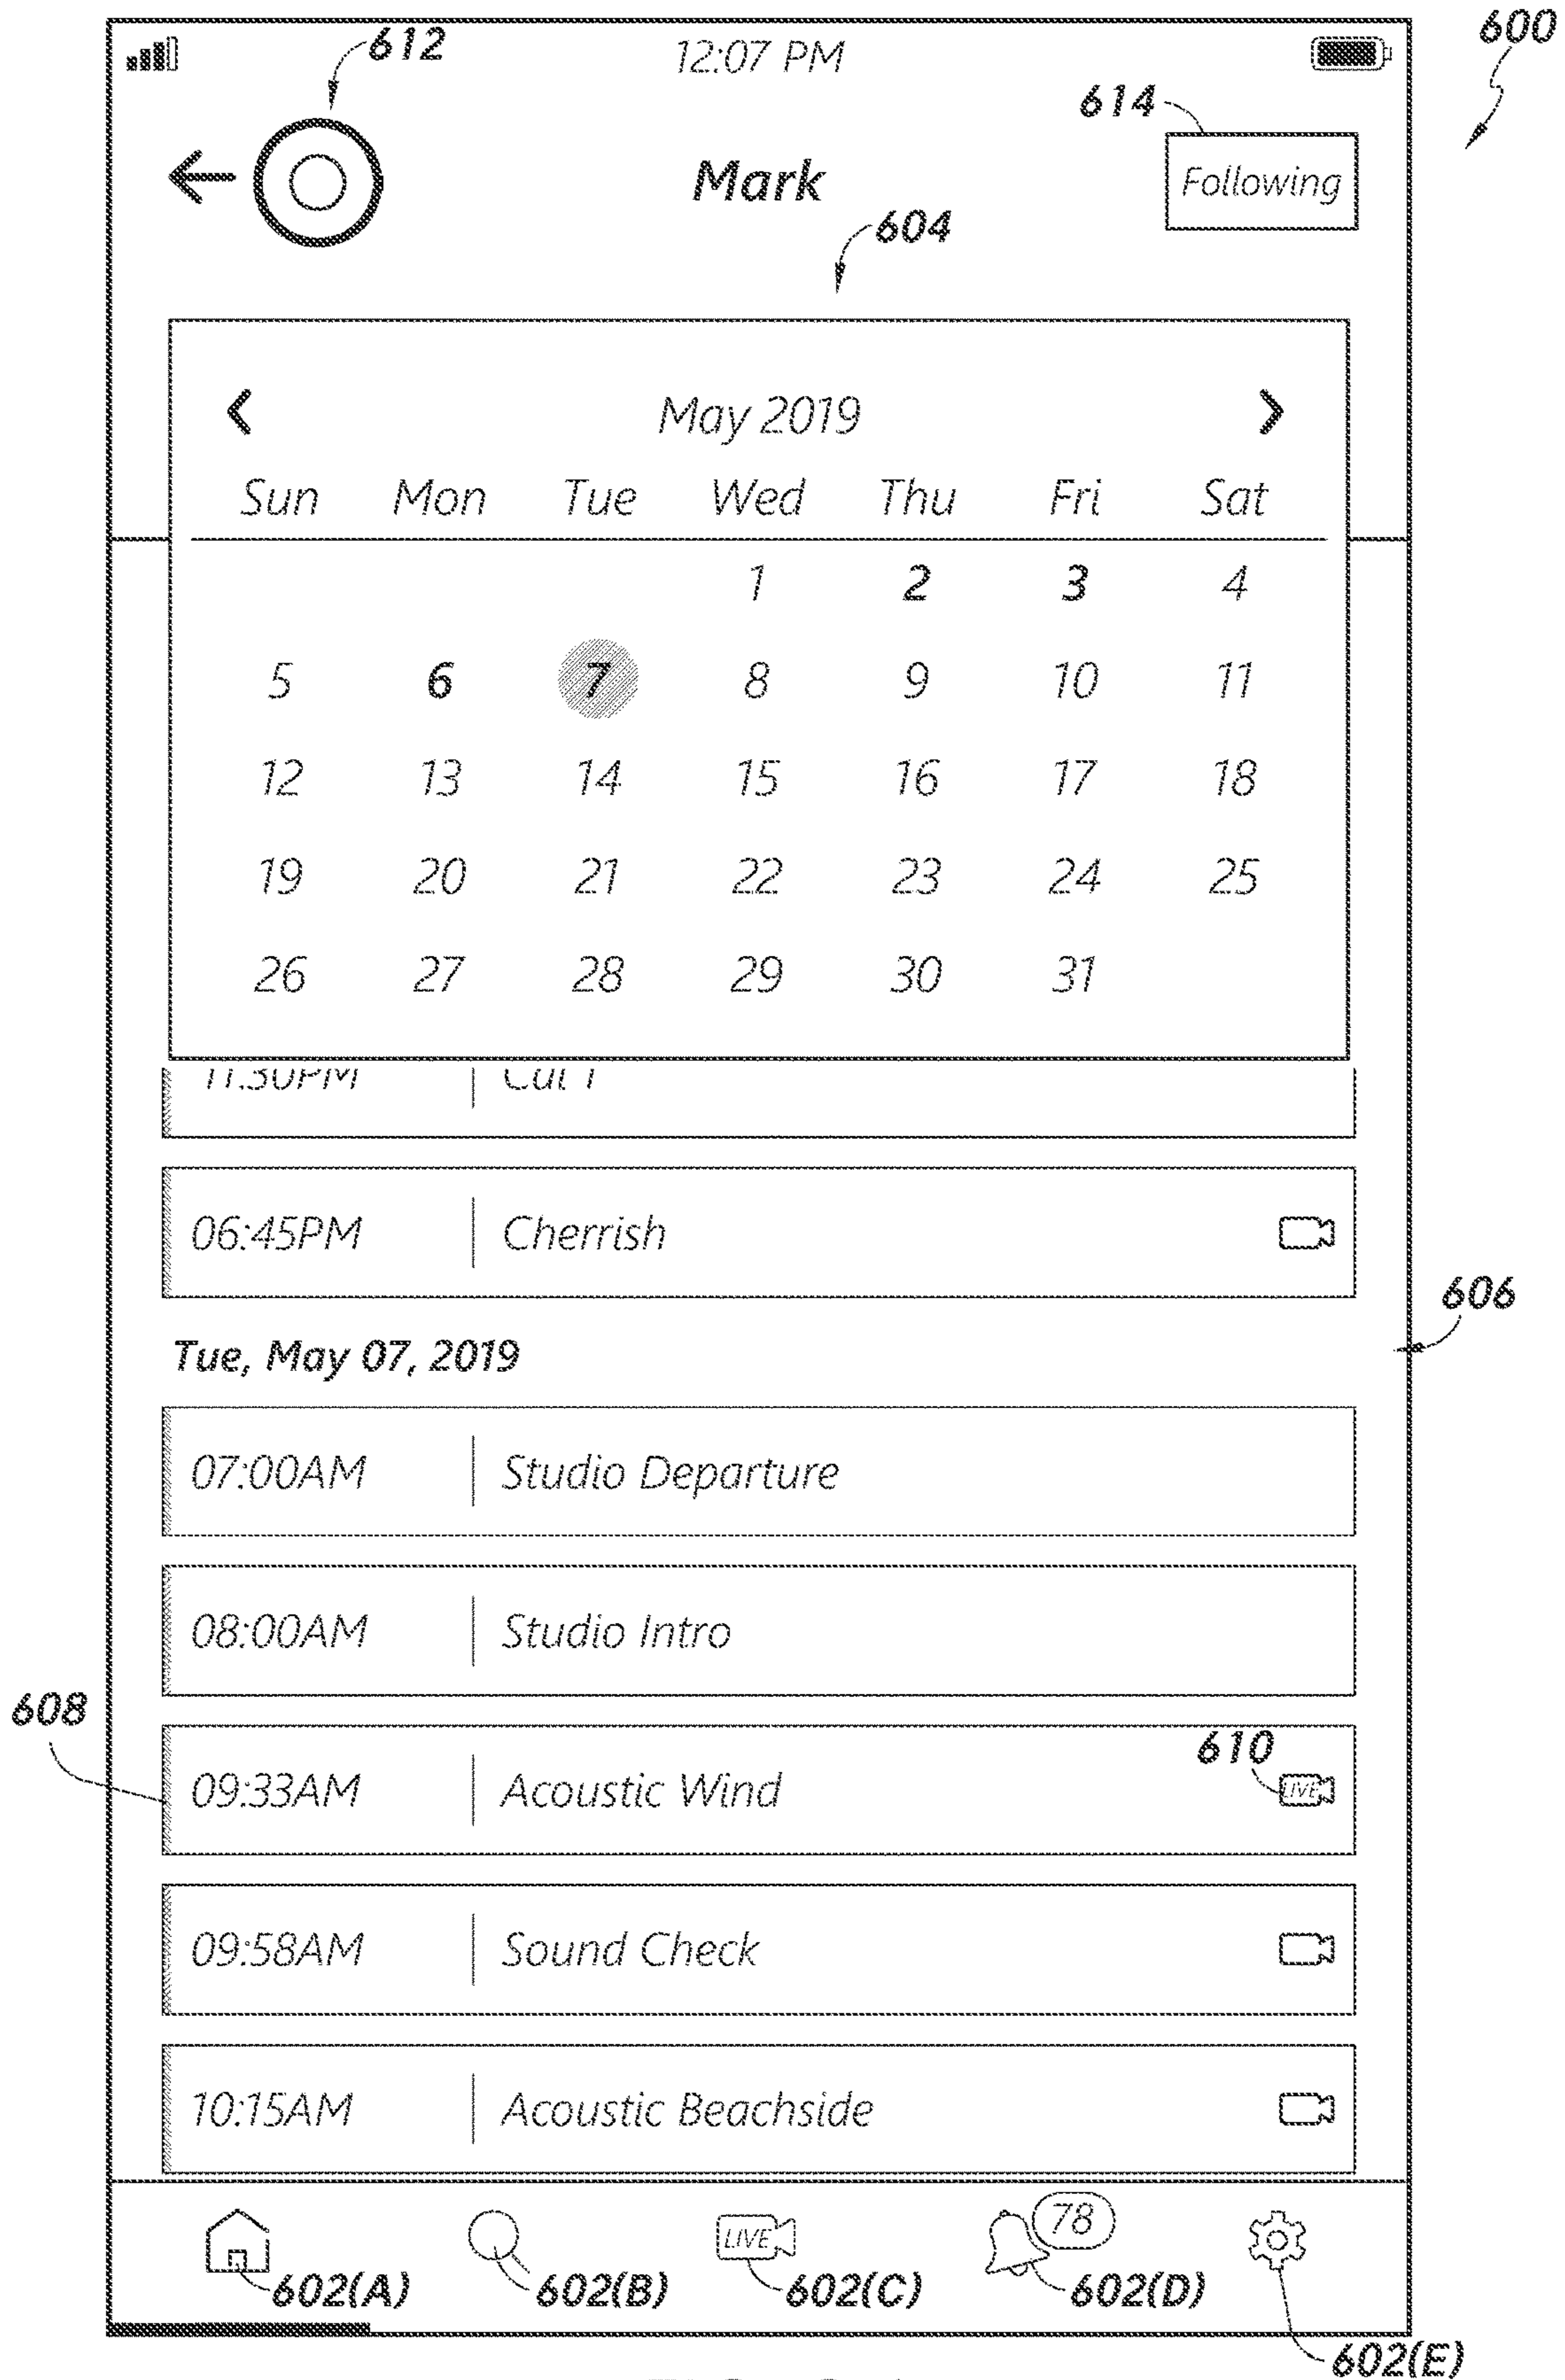 612
12:07 PM
600
614
Mark
Following
604
May 2019
Sun Mon Tue Wed Thu Fri Sat
1 2 3 4
5 6 7 8 9 10 11
12 13 14 15 16 17 18
19 20 21 22 23 24 25
26 27 28 29 30 31
11:30PM Cut 1
06:45PM Cherrish
606
Tue, May 07, 2019
07:00AM Studio Departure
08:00AM Studio Intro
608
610
09:33AM Acoustic Wind LIVE
09:58AM Sound Check
10:15AM Acoustic Beachside
LIVE 78
602(A) 602(B) 602(C) 602(D)
602(E)